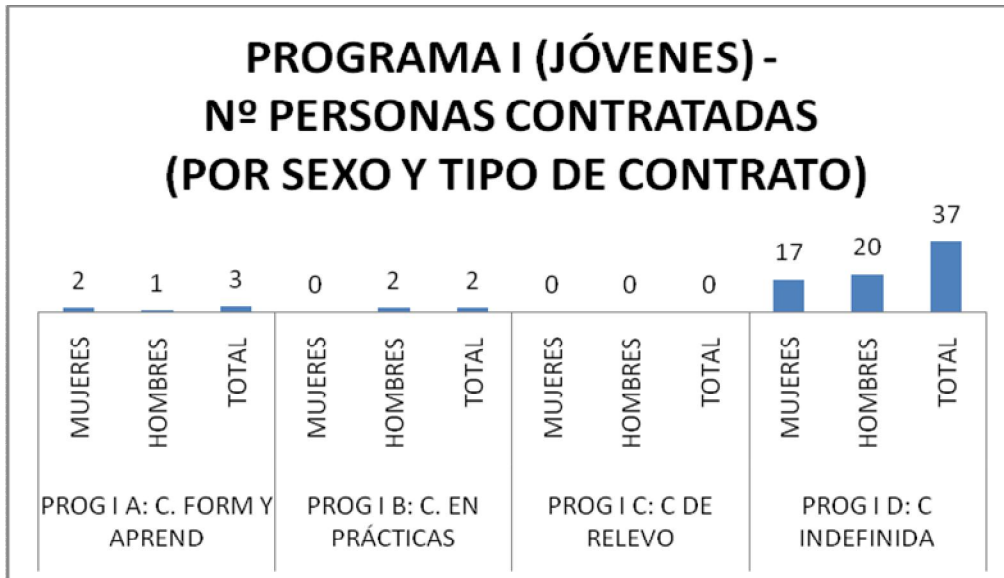 PROGRAMA I (JÓVENES) -
Nº PERSONAS CONTRATADAS
(POR SEXO Y TIPO DE CONTRATO)
2
1
3
0
2
2
0
0
0
17
20
37
MUJERES
HOMBRES
TOTAL
MUJERES
HOMBRES
TOTAL
MUJERES
HOMBRES
TOTAL
MUJERES
HOMBRES
TOTAL
PROG I A: C. FORM Y
APREND
PROG I B: C. EN
PRÁCTICAS
PROG I C: C DE
RELEVO
PROG I D: C
INDEFINIDA